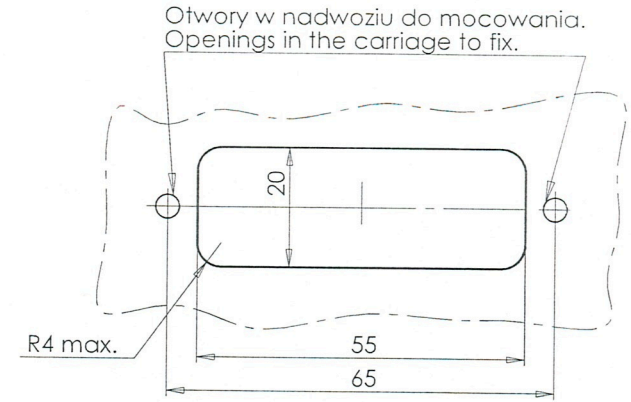 Otwory w nadwoziu do mocowania.
Openings in the carriage to fix.
20
R4 max.
55
65